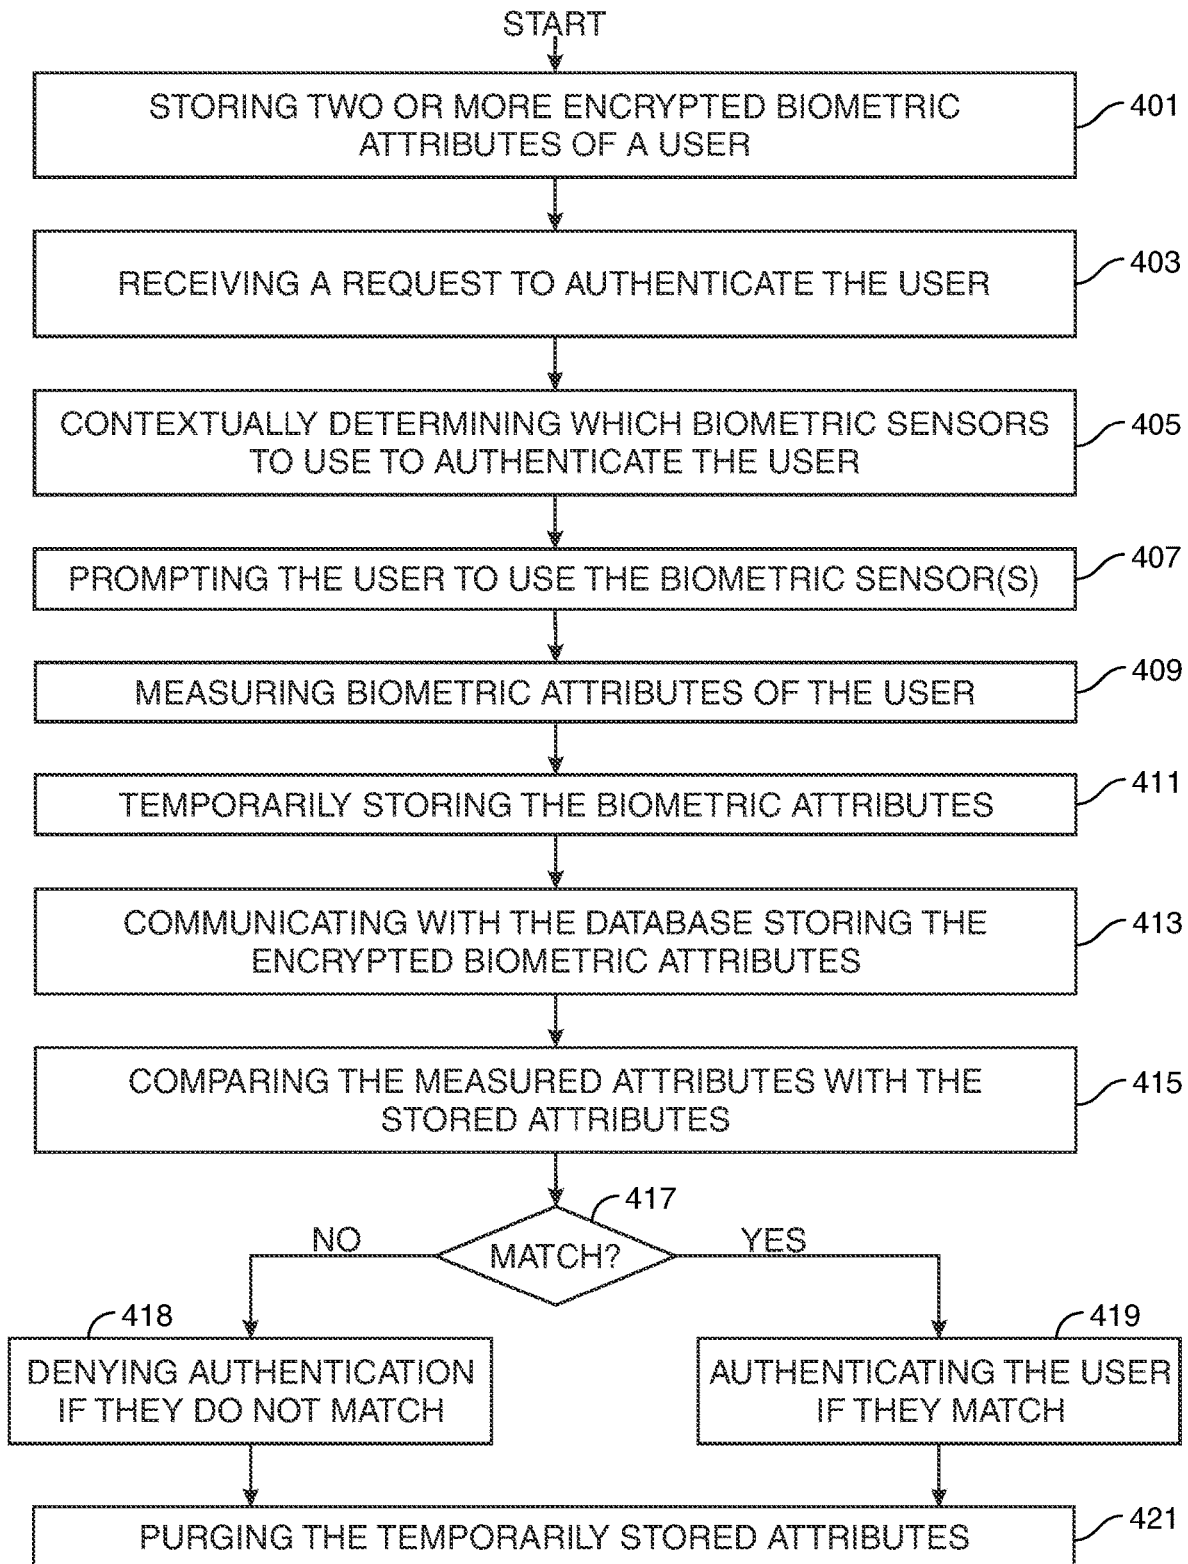 START
STORING TWO OR MORE ENCRYPTED BIOMETRIC
ATTRIBUTES OF A USER
401
RECEIVING A REQUEST TO AUTHENTICATE THE USER
403
CONTEXTUALLY DETERMINING WHICH BIOMETRIC SENSORS
TO USE TO AUTHENTICATE THE USER
405
PROMPTING THE USER TO USE THE BIOMETRIC SENSOR(S)
407
MEASURING BIOMETRIC ATTRIBUTES OF THE USER
409
TEMPORARILY STORING THE BIOMETRIC ATTRIBUTES
411
COMMUNICATING WITH THE DATABASE STORING THE
ENCRYPTED BIOMETRIC ATTRIBUTES
413
COMPARING THE MEASURED ATTRIBUTES WITH THE
STORED ATTRIBUTES
415
417
NO
MATCH?
YES
418
DENYING AUTHENTICATION
IF THEY DO NOT MATCH
419
AUTHENTICATING THE USER
IF THEY MATCH
PURGING THE TEMPORARILY STORED ATTRIBUTES
421